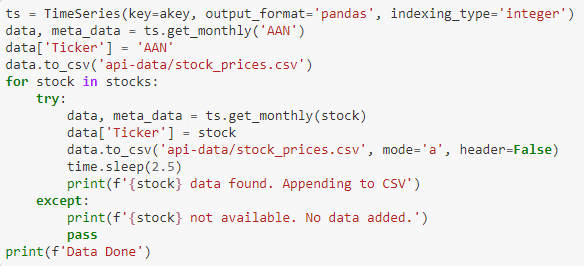 ts = TimeSeries(key=akey, output_format='pandas', indexing_type='integer')
data, meta_data = ts.get_monthly('AAN')
data['Ticker'] = 'AAN'
data.to_csv('api-data/stock_prices.csv')
for stock in stocks:
    try:
        data, meta_data = ts.get_monthly(stock)
        data['Ticker'] = stock
        data.to_csv('api-data/stock_prices.csv', mode='a', header=False)
        time.sleep(2.5)
        print(f'{stock} data found. Appending to CSV')
    except:
        print(f'{stock} not available. No data added.')
        pass
print(f'Data Done')